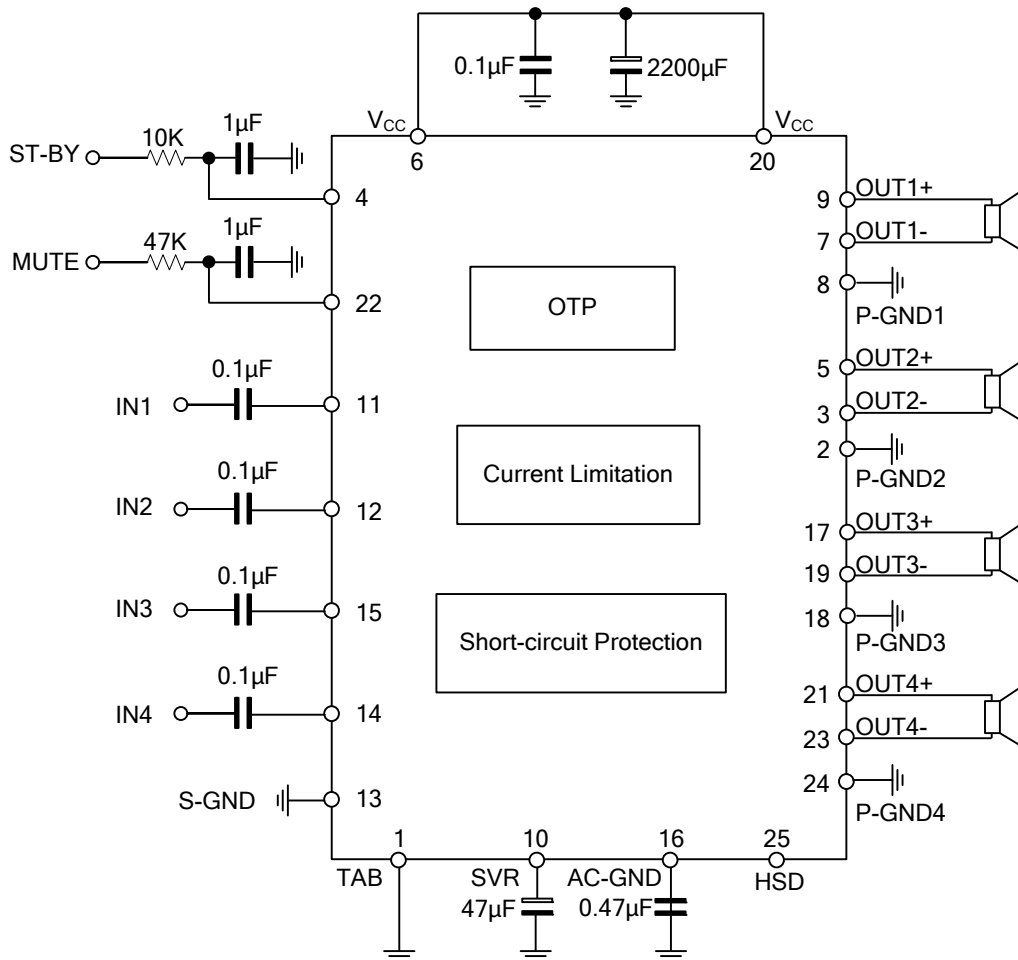 0.1µF
2200µF
VCC
VCC
6
20
10K
1µF
ST-BY
4
47K
1µF
MUTE
22
0.1µF
IN1
11
0.1µF
IN2
12
0.1µF
IN3
15
0.1µF
IN4
14
S-GND
13
OTP
Current Limitation
Short-circuit Protection
9
OUT1+
7
OUT1-
8
P-GND1
5
OUT2+
3
OUT2-
2
P-GND2
17
OUT3+
19
OUT3-
18
P-GND3
21
OUT4+
23
OUT4-
24
P-GND4
1
10
16
25
TAB
SVR
AC-GND
HSD
47µF
0.47µF